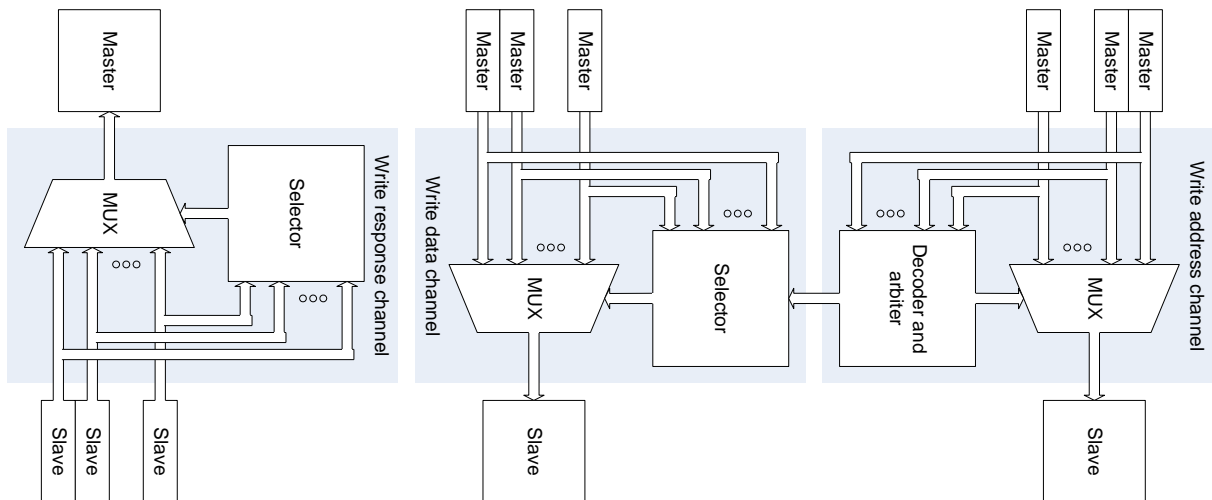 Write address channel
Master
Master
Master
MUX
Slave
Decoder and
arbiter
Selector
Master
Master
Master
MUX
Slave
Write data channel
Write response channel
Selector
Master
MUX
Slave
Slave
Slave